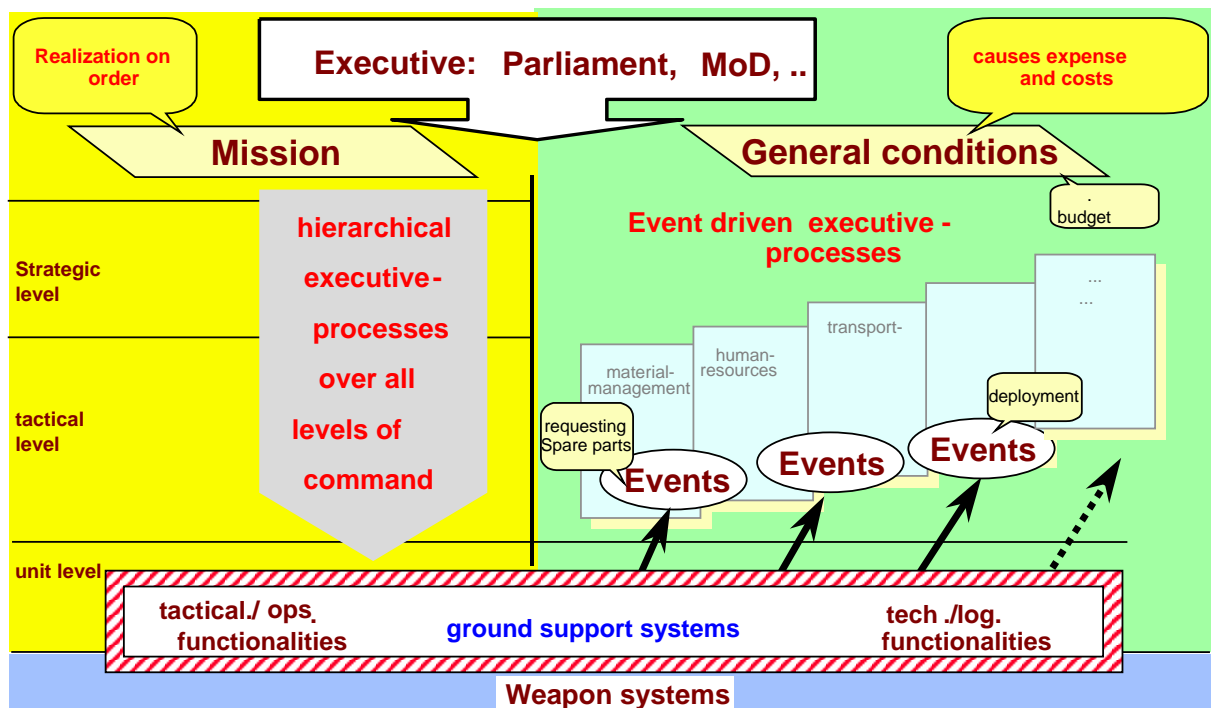 Realization on
order
Executive: Parliament, MoD, ..
causes expense
and costs
Mission
General conditions
.
budget
hierarchical
executive-
processes
over all
levels of
command
Event driven executive -
processes
Strategic
level
tactical
level
unit level
material-
management
human-
resources
transport-
...
...
requesting
Spare parts
deployment
Events
Events
Events
tactical./ ops.
functionalities
ground support systems
tech ./log.
functionalities
Weapon systems